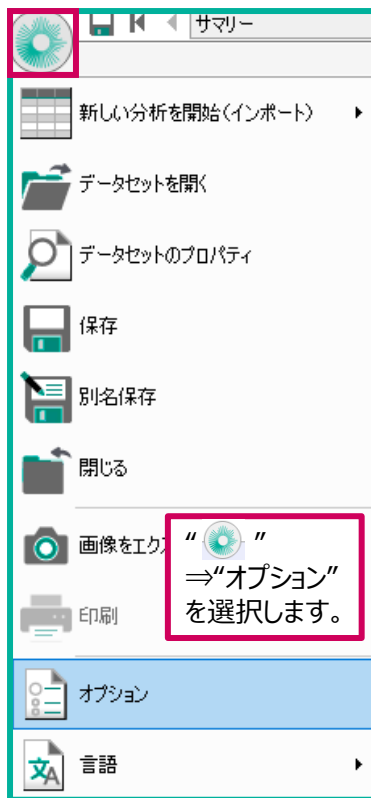 サマリー
新しい分析を開始(インポート)
データセットを開く
データセットのプロパティ
保存
別名保存
閉じる
画像をエク
“ ”
⇒“オプション”
を選択します。
印刷
オプション
言語